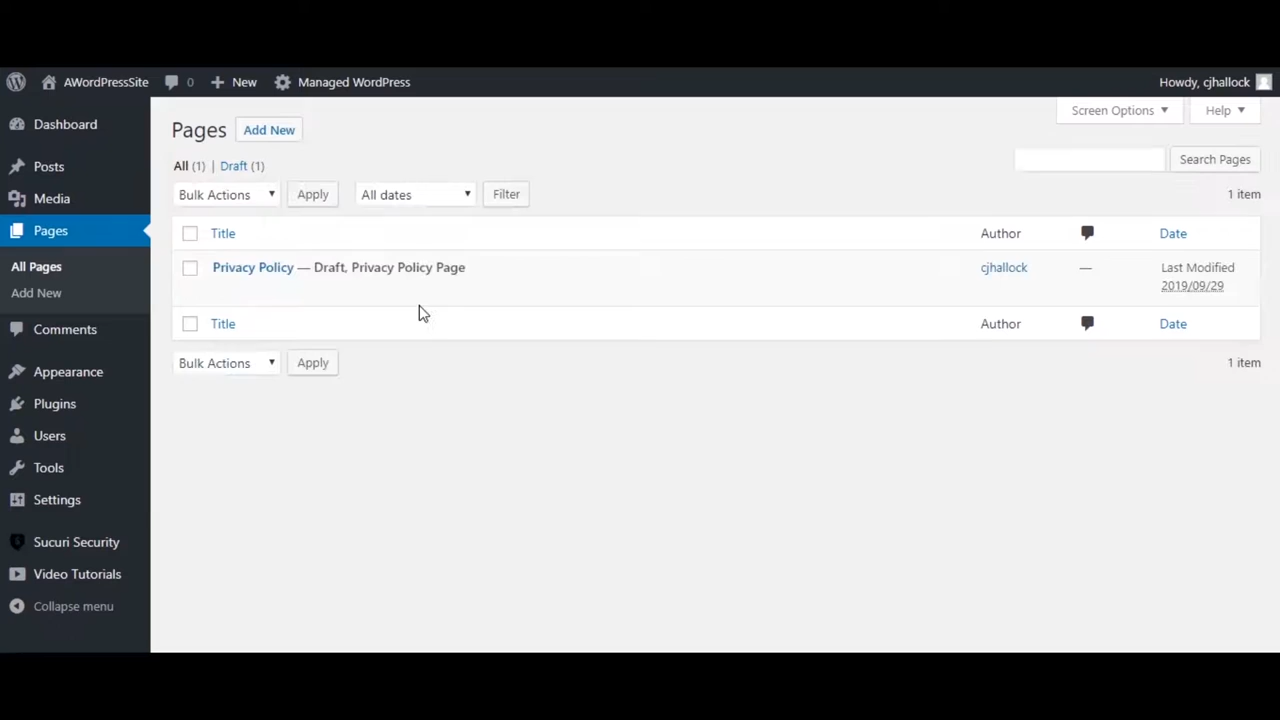 AWordPressSite 0 New Managed WordPress Howdy, cjhallock
Dashboard
Posts
Media
Pages
All Pages
Add New
Comments
Appearance
Plugins
Users
Tools
Settings
Sucuri Security
Video Tutorials
Collapse menu
Screen Options Help
Pages Add New
All (1) | Draft (1)
Search Pages
Bulk Actions Apply All dates Filter 1 item
Title Author Date
Privacy Policy — Draft, Privacy Policy Page cjhallock — Last Modified
2019/09/29
Title Author Date
Bulk Actions Apply 1 item